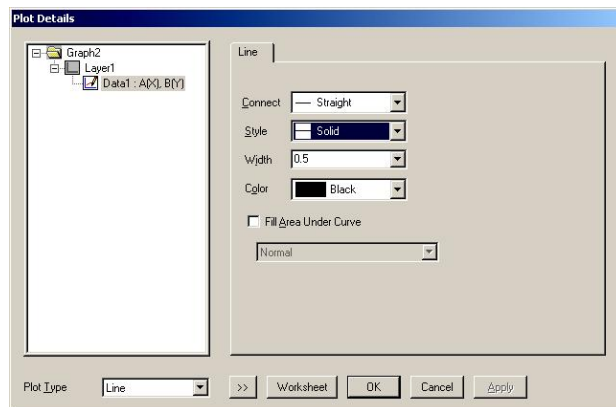 Plot Details
Graph2
Layer1
Data1 : A(X), B(Y)
Line
Connect Straight
Style Solid
Width 0.5
Color Black
Fill Area Under Curve
Normal
Plot Type Line >> Worksheet OK Cancel Apply